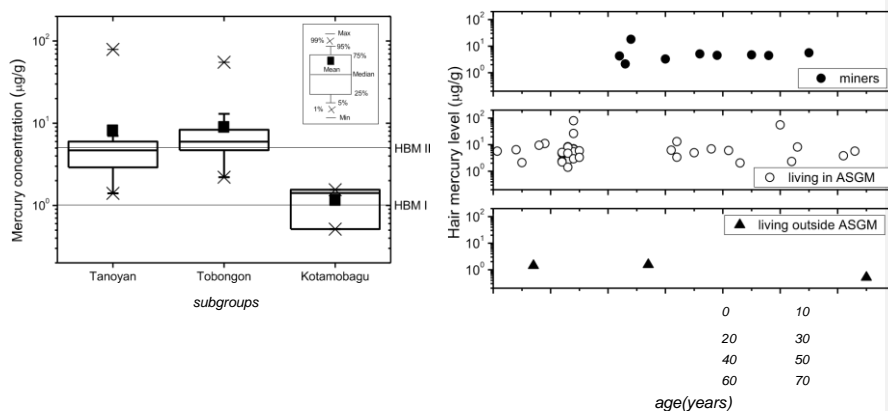 Mercury concentration (µg/g)
10²
10¹
10⁰
Max
99%
95%
75%
Mean
Median
25%
5%
1%
Min
HBM II
HBM I
Tanoyan
Tobongon
Kotamobagu
subgroups
Hair mercury level (µg/g)
10²
10¹
10⁰
miners
10²
10¹
10⁰
living in ASGM
10²
10¹
10⁰
living outside ASGM
0 10
20 30
40 50
60 70
age(years)